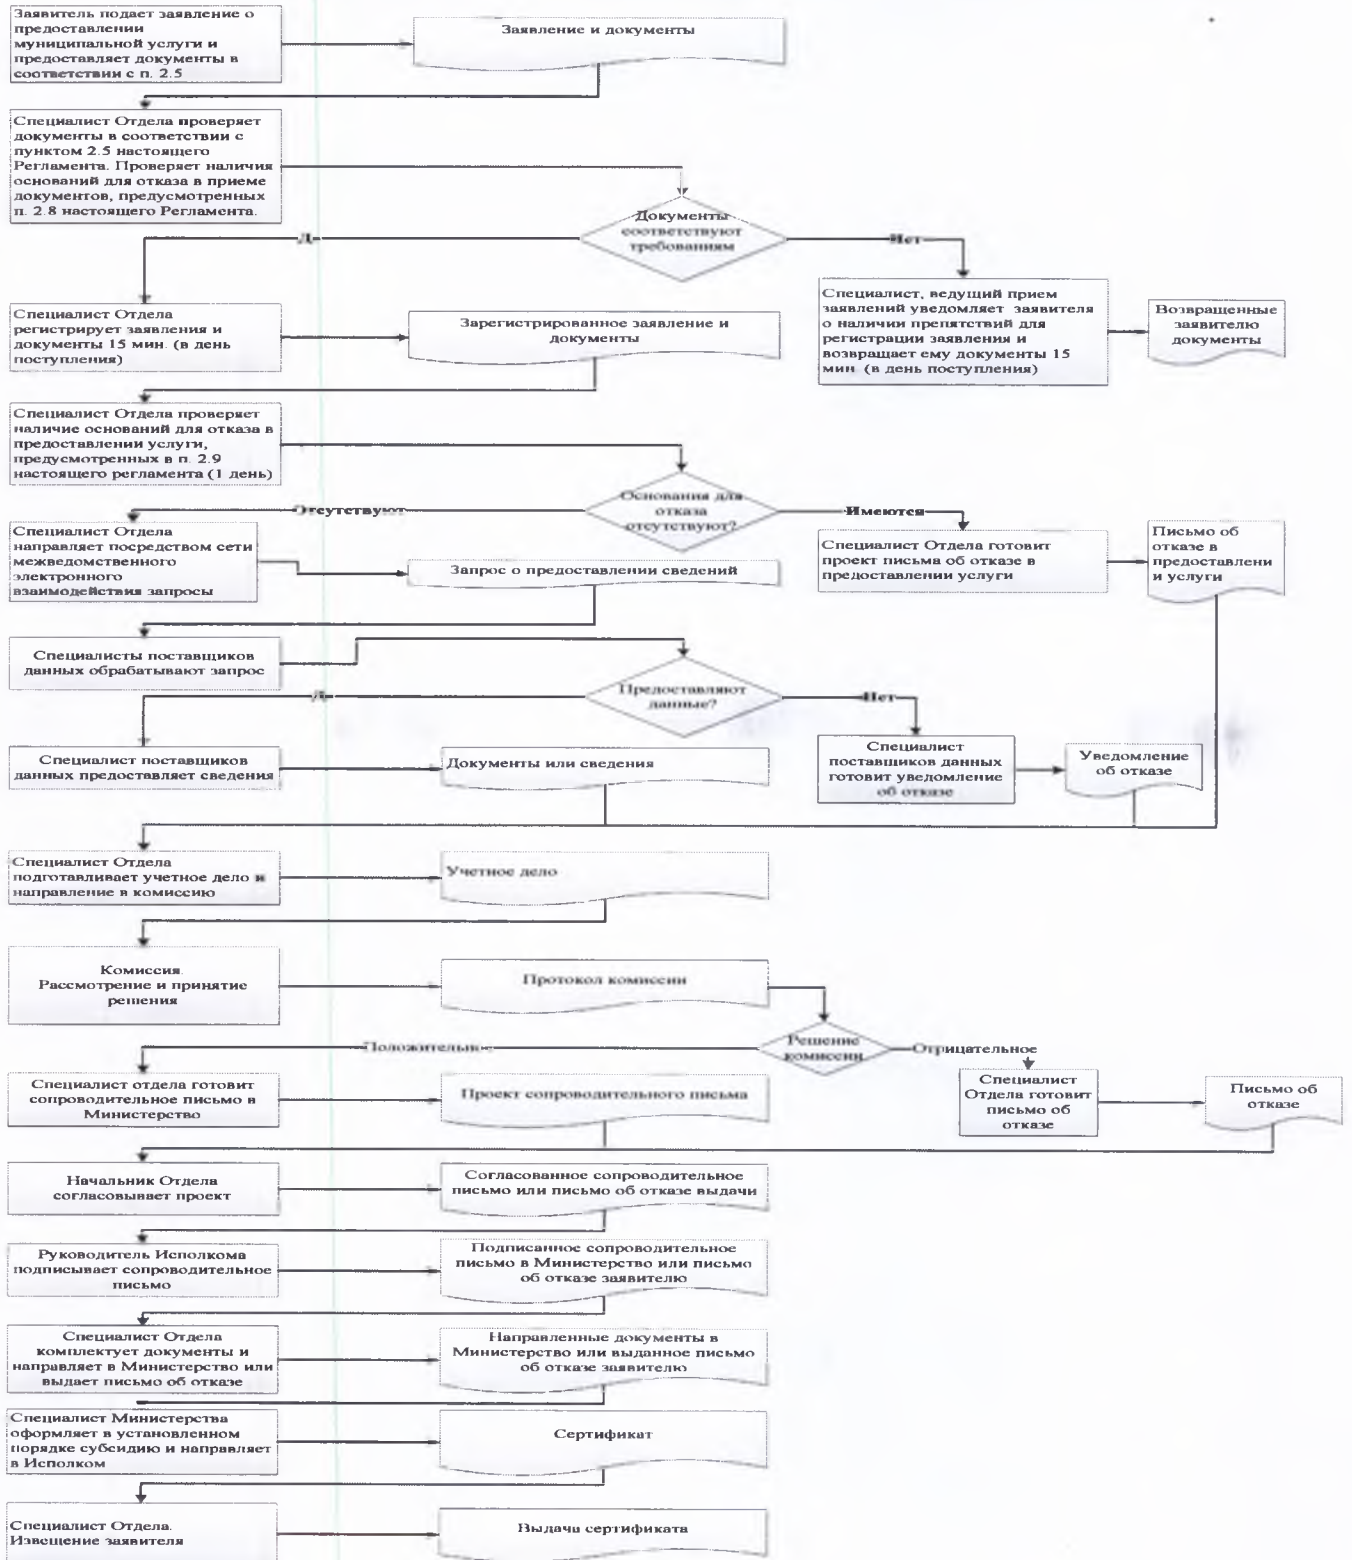 Заявитель подает заявление о
предоставлении
муниципальной услуги и
предоставляет документы в
соответствии с п. 2.5
Заявление и документы
Специалист Отдела проверяет
документы в соответствии с
пунктом 2.5 настоящего
Регламента. Проверяет наличия
оснований для отказа в приеме
документов, предусмотренных
п. 2.8 настоящего Регламента.
Документы
соответствуют
требованиям
Нет
Специалист Отдела
регистрирует заявления и
документы 15 мин. (в день
поступления)
Зарегистрированное заявление и
документы
Специалист, ведущий прием
заявлений уведомляет заявителя
о наличии препятствий для
регистрации заявления и
возвращает ему документы 15
мин. (в день поступления)
Возвращенные
заявителю
документы
Специалист Отдела проверяет
наличие оснований для отказа в
предоставлении услуги,
предусмотренных в п. 2.9
настоящего регламента (1 день)
Основания для
отказа
отсутствуют?
Отсутствуют
Имеются
Специалист Отдела
направляет посредством сети
межведомственного
электронного
взаимодействия запросы
Запрос о предоставлении сведений
Специалист Отдела готовит
проект письма об отказе в
предоставлении услуги
Письмо об
отказе в
предоставлени
и услуги
Специалисты поставщиков
данных обрабатывают запрос
Предоставляют
данные?
Нет
Специалист поставщиков
данных предоставляет сведения
Документы или сведения
Специалист
поставщиков данных
готовит уведомление
об отказе
Уведомление
об отказе
Специалист Отдела
подготавливает учетное дело и
направление в комиссию
Учетное дело
Комиссия.
Рассмотрение и принятие
решения
Протокол комиссии
Решение
комиссии
Отрицательное
Специалист отдела готовит
сопроводительное письмо в
Министерство
Проект сопроводительного письма
Специалист
Отдела готовит
письмо об
отказе
Письмо об
отказе
Начальник Отдела
согласовывает проект
Согласованное сопроводительное
письмо или письмо об отказе выдачи
Руководитель Исполкома
подписывает сопроводительное
письмо
Подписанное сопроводительное
письмо в Министерство или письмо
об отказе заявителю
Специалист Отдела
комплектует документы и
направляет в Министерство или
выдает письмо об отказе
Направленные документы в
Министерство или выданное письмо
об отказе заявителю
Специалист Министерства
оформляет в установленном
порядке субсидию и направляет
в Исполком
Сертификат
Специалист Отдела.
Извещение заявителя
Выдача сертификата